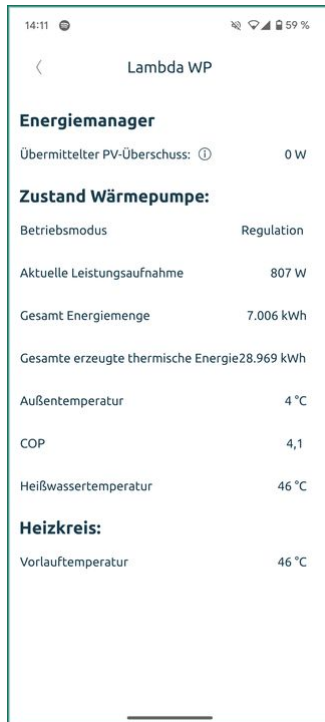 14:11 59 %
Lambda WP
Energiemanager
Übermittelter PV-Überschuss: 0 W
Zustand Wärmepumpe:
Betriebsmodus Regulation
Aktuelle Leistungsaufnahme 807 W
Gesamt Energiemenge 7.006 kWh
Gesamte erzeugte thermische Energie28.969 kWh
Außentemperatur 4 °C
COP 4,1
Heißwassertemperatur 46 °C
Heizkreis:
Vorlauftemperatur 46 °C